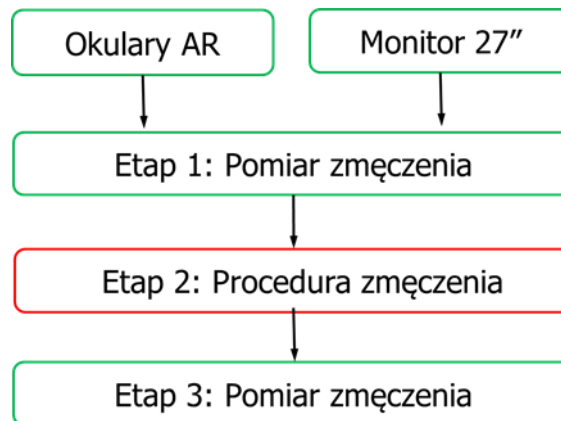 Okulary AR
Monitor 27”
Etap 1: Pomiar zmęczenia
Etap 2: Procedura zmęczenia
Etap 3: Pomiar zmęczenia